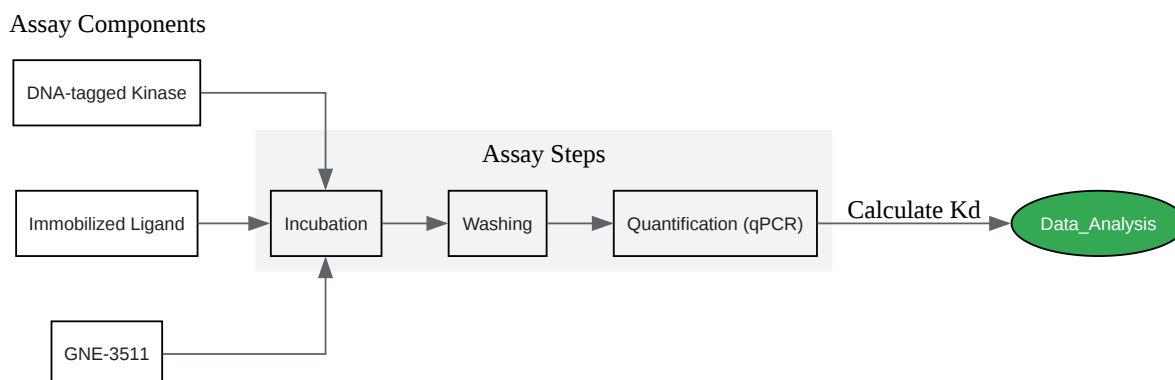 Assay Components
DNA-tagged Kinase
Assay Steps
Immobilized Ligand
Incubation
Washing
Quantification (qPCR)
Calculate Kd
Data_Analysis
GNE-3511